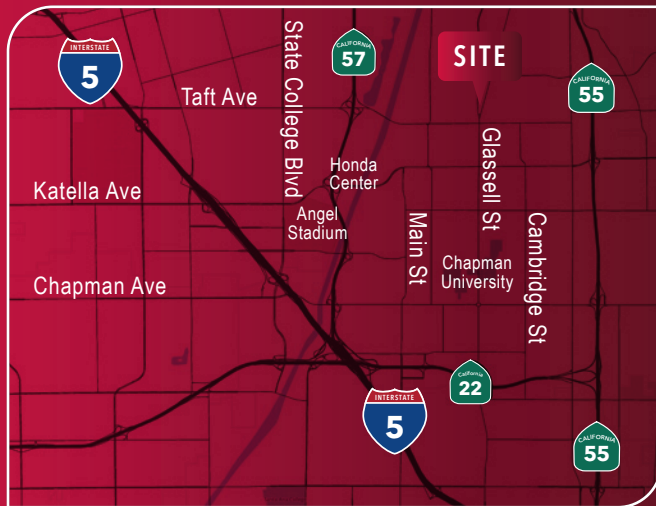 INTERSTATE
5
CALIFORNIA
57
SITE
CALIFORNIA
55
Taft Ave
State College Blvd
Honda
Center
Glassell St
Katella Ave
Angel
Stadium
Main St
Chapman
University
Cambridge St
Chapman Ave
California
22
INTERSTATE
5
CALIFORNIA
55